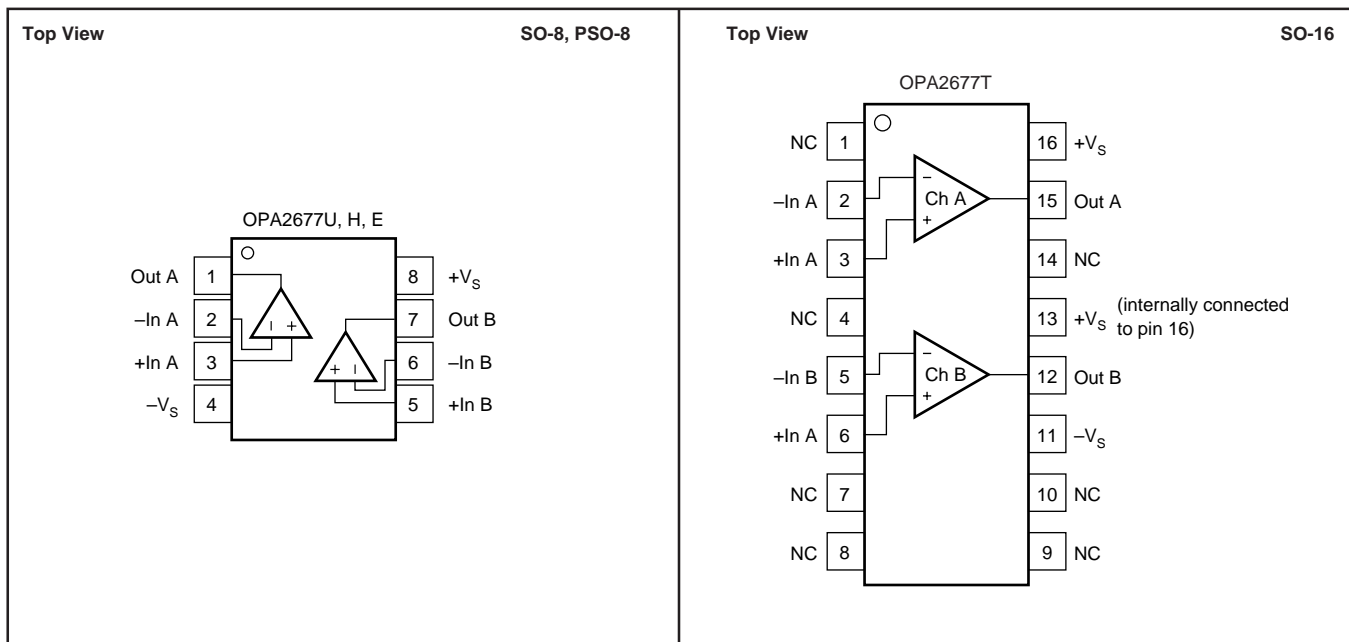 Top View SO-8, PSO-8
OPA2677U, H, E
Out A 1 8 +VS
–In A 2 7 Out B
+In A 3 6 –In B
–VS 4 5 +In B
– +
+ –
Top View SO-16
OPA2677T
NC 1 16 +VS
–In A 2 – Ch A 15 Out A
+In A 3 + 14 NC
NC 4 13 +VS (internally connected
to pin 16)
–In B 5 – Ch B 12 Out B
+In A 6 + 11 –VS
NC 7 10 NC
NC 8 9 NC